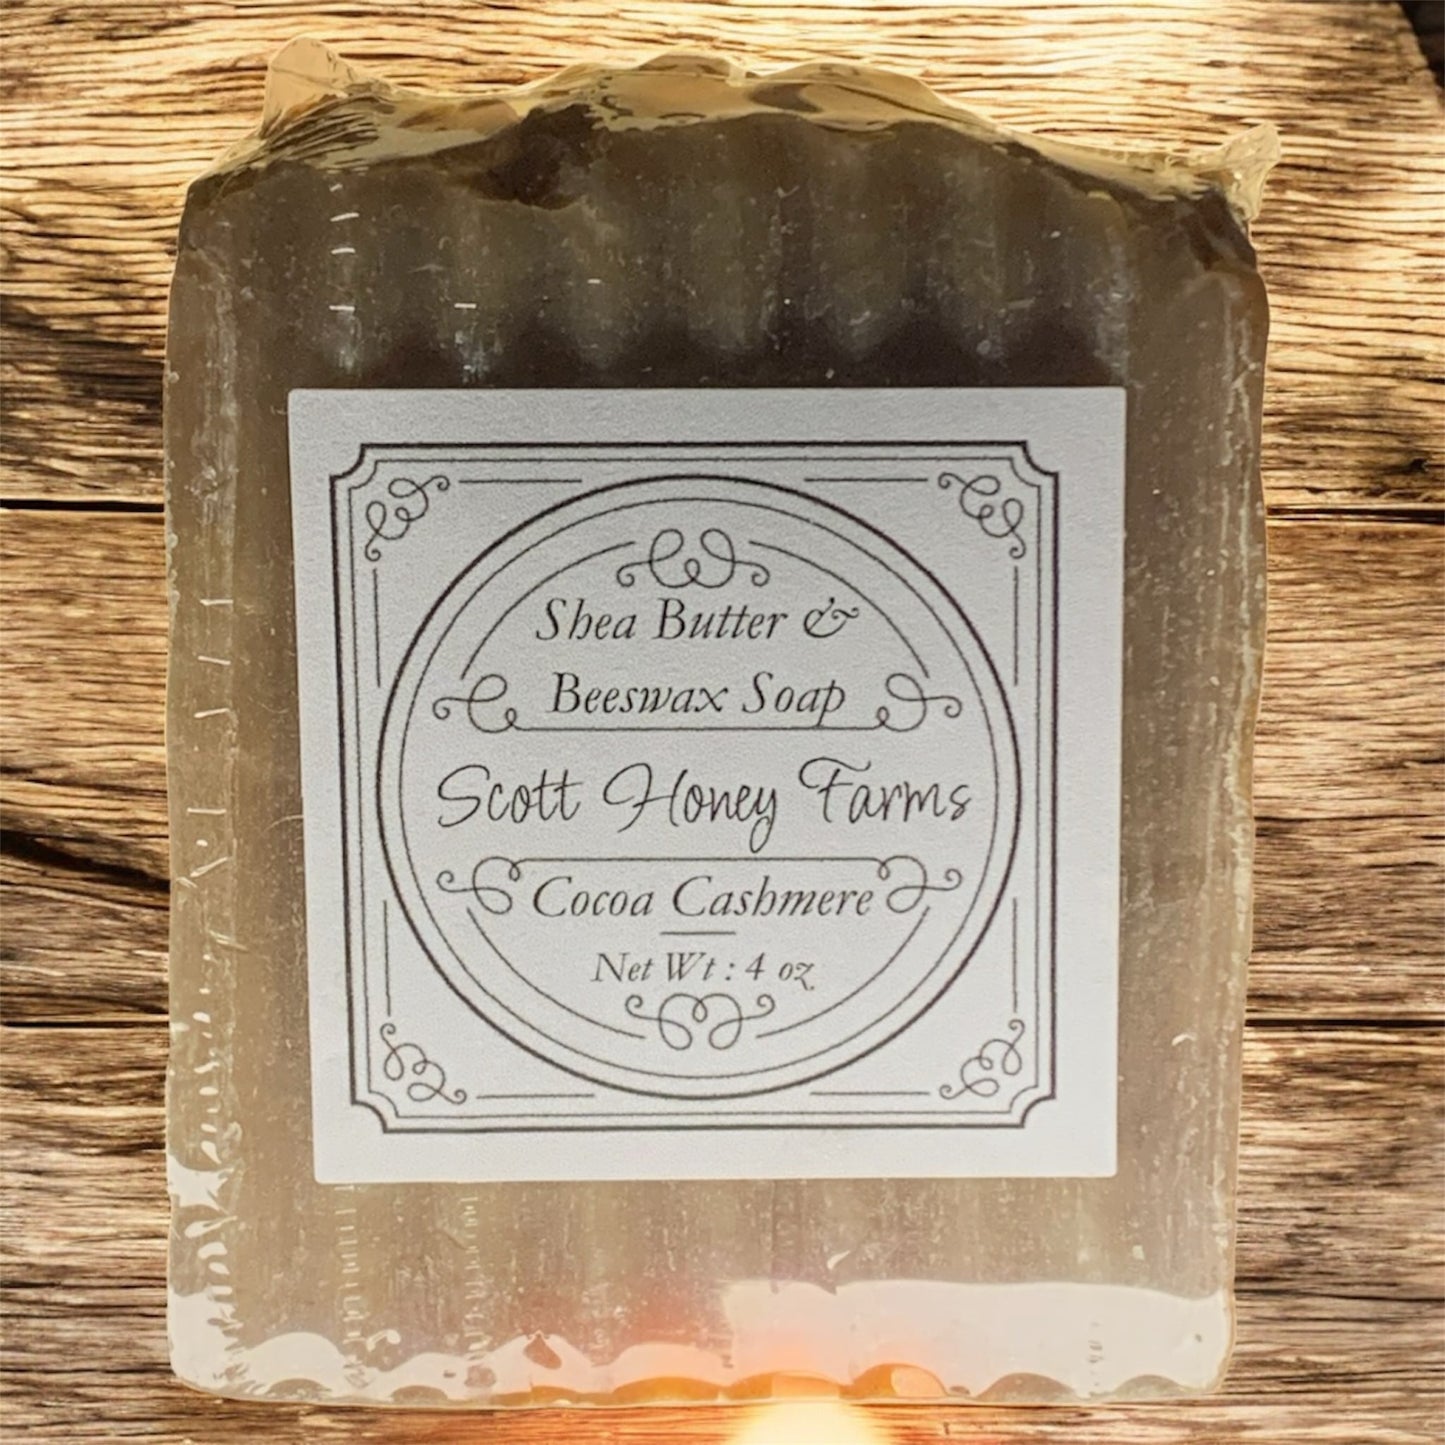 Shea Butter &
Beeswax Soap
Scott Honey Farms
Cocoa Cashmere
Net Wt : 4 oz